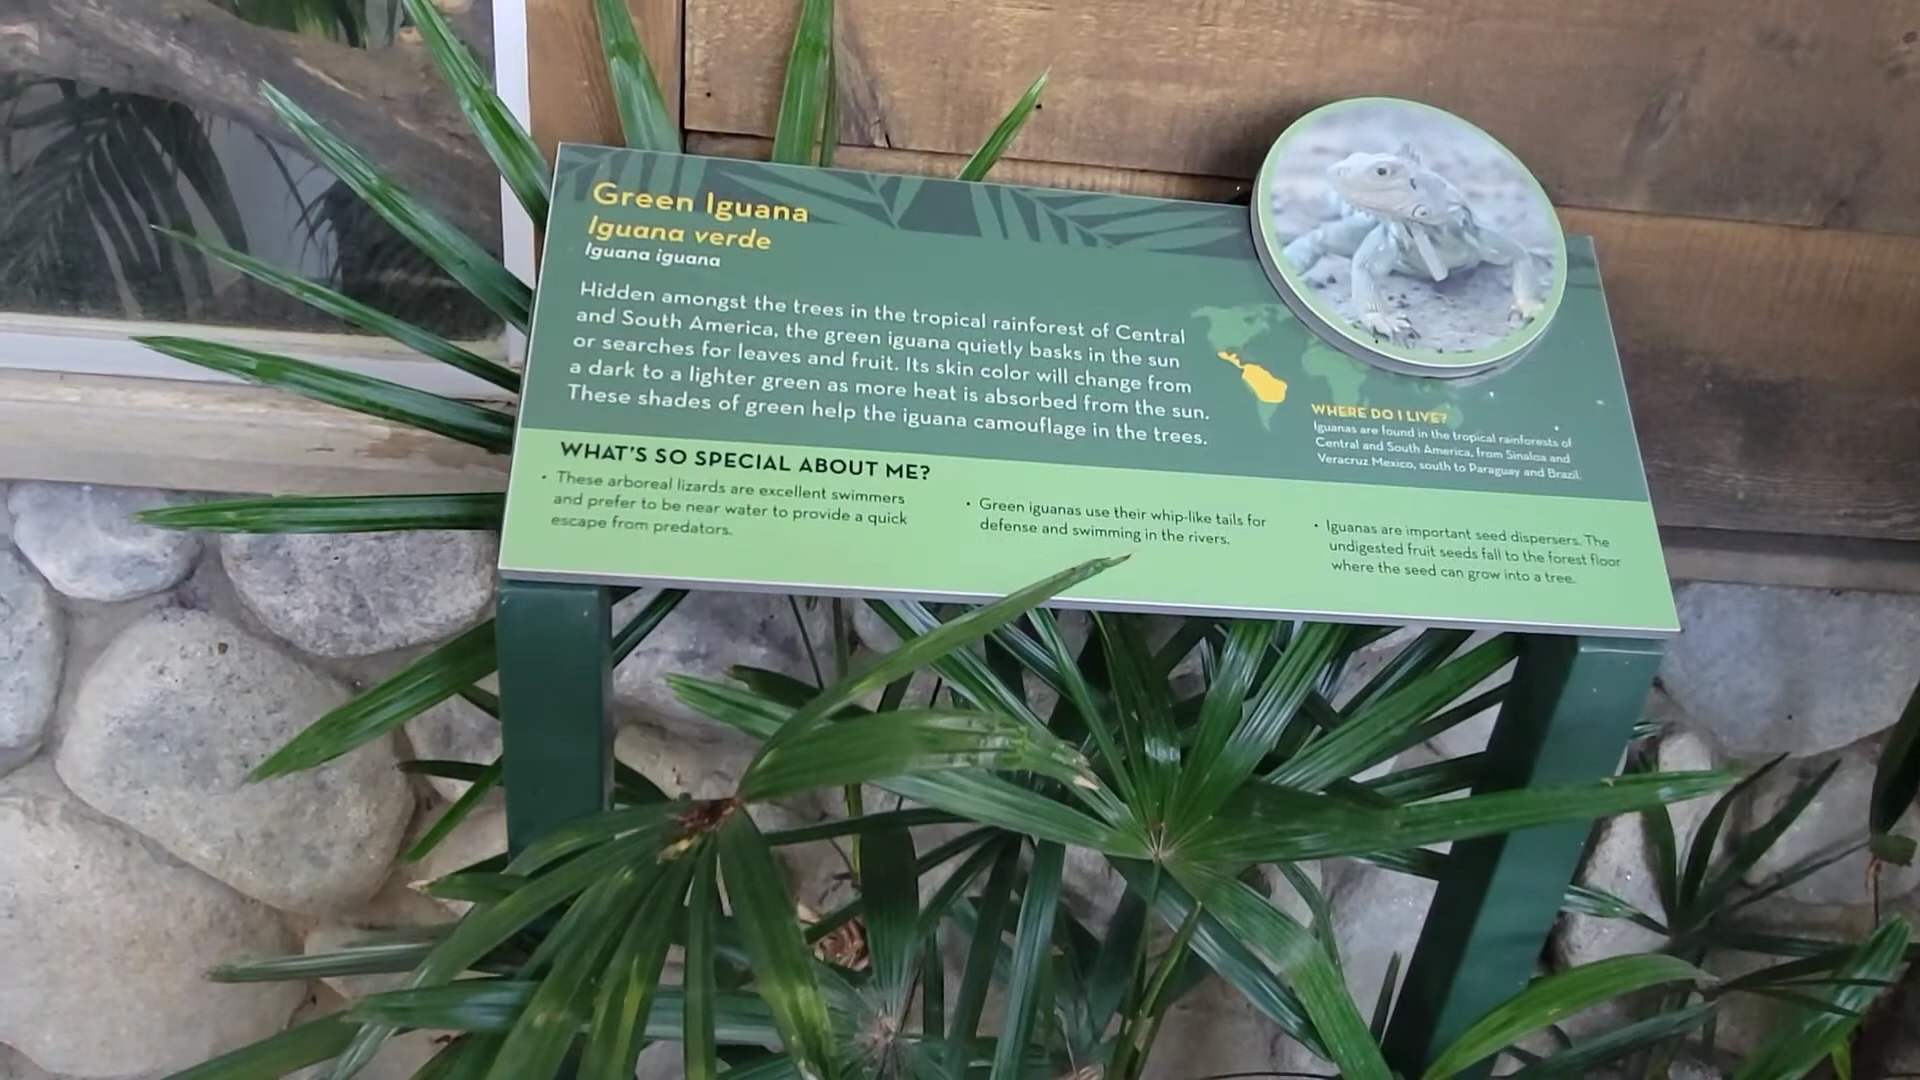 Green Iguana
Iguana verde
Iguana iguana
Hidden amongst the trees in the tropical rainforest of Central
and South America, the green iguana quietly basks in the sun
or searches for leaves and fruit. Its skin color will change from
a dark to a lighter green as more heat is absorbed from the sun.
These shades of green help the iguana camouflage in the trees.
WHERE DO I LIVE?
Iguanas are found in the tropical rainforests of
Central and South America, from Sinaloa and
Veracruz Mexico, south to Paraguay and Brazil.
WHAT'S SO SPECIAL ABOUT ME?
• These arboreal lizards are excellent swimmers
and prefer to be near water to provide a quick
escape from predators.
• Green iguanas use their whip-like tails for
defense and swimming in the rivers.
• Iguanas are important seed dispersers. The
undigested fruit seeds fall to the forest floor
where the seed can grow into a tree.